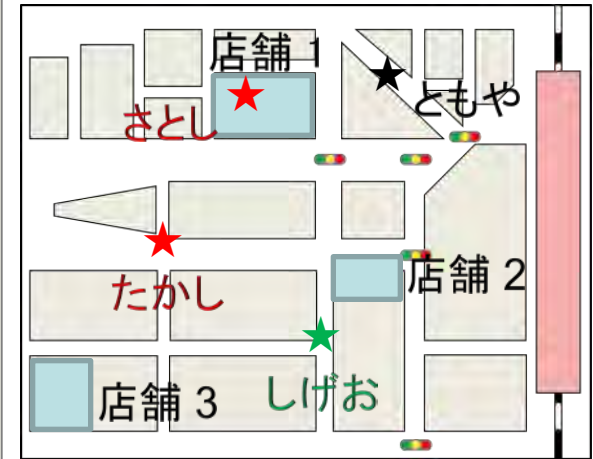 店舗 1
ともや
さとし
店舗 2
たかし
しげお
店舗 3